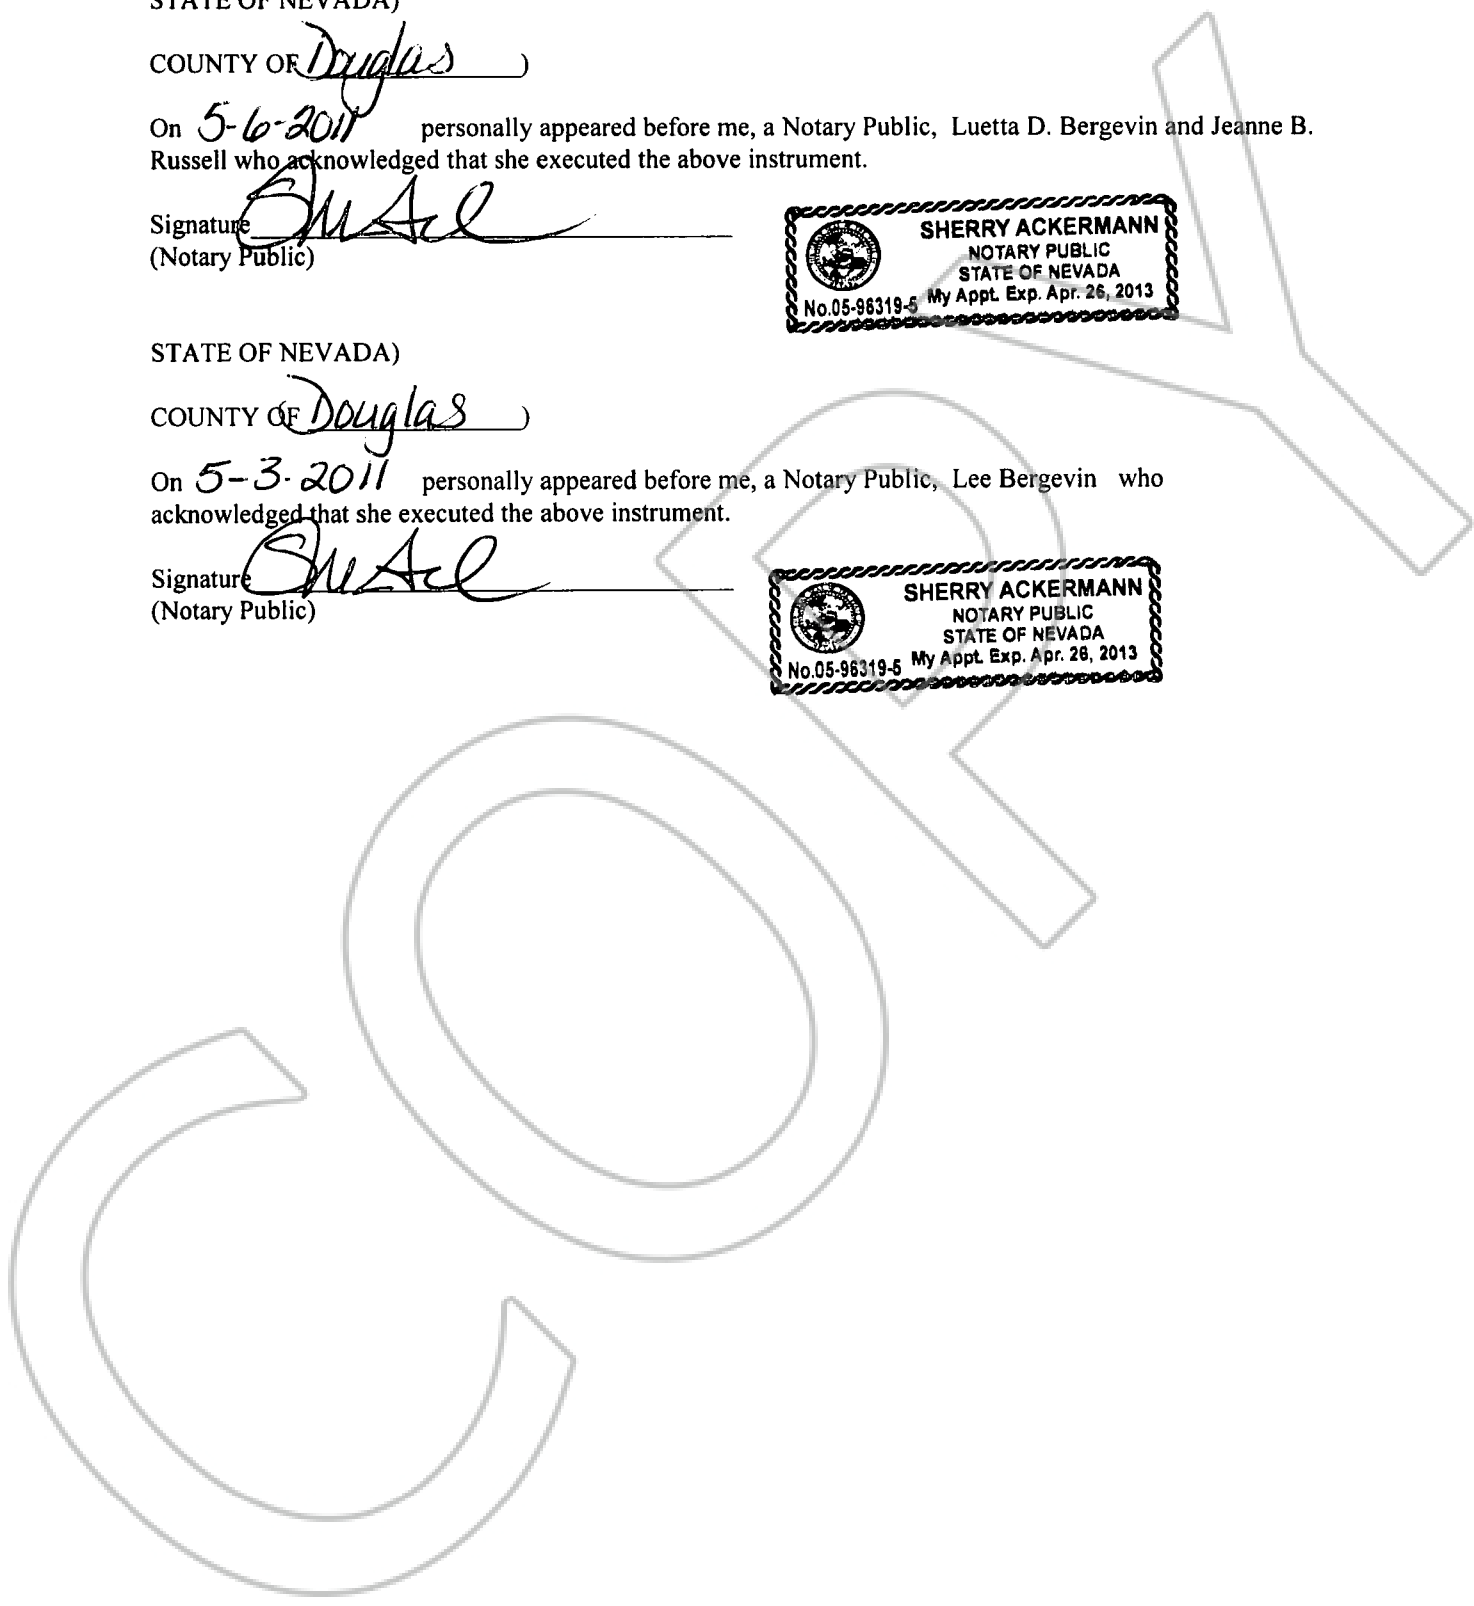 STATE OF NEVADA)
COUNTY OF Douglas )
On 5-6-2011 personally appeared before me, a Notary Public, Luetta D. Bergevin and Jeanne B.
Russell who acknowledged that she executed the above instrument.
Signature
(Notary Public)
SHERRY ACKERMANN
NOTARY PUBLIC
STATE OF NEVADA
No.05-96319-5 My Appt. Exp. Apr. 26, 2013
STATE OF NEVADA)
COUNTY OF Douglas )
On 5-3-2011 personally appeared before me, a Notary Public, Lee Bergevin who
acknowledged that she executed the above instrument.
Signature
(Notary Public)
SHERRY ACKERMANN
NOTARY PUBLIC
STATE OF NEVADA
No.05-96319-5 My Appt. Exp. Apr. 26, 2013
COPY